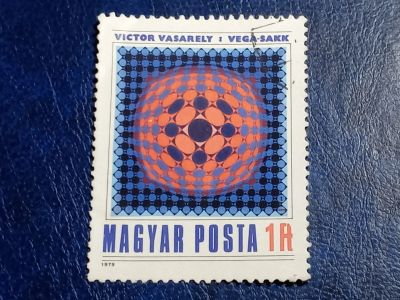 VICTOR VASARELY : VEGA-SAKK
MAGYAR POSTA 1Ft
1979